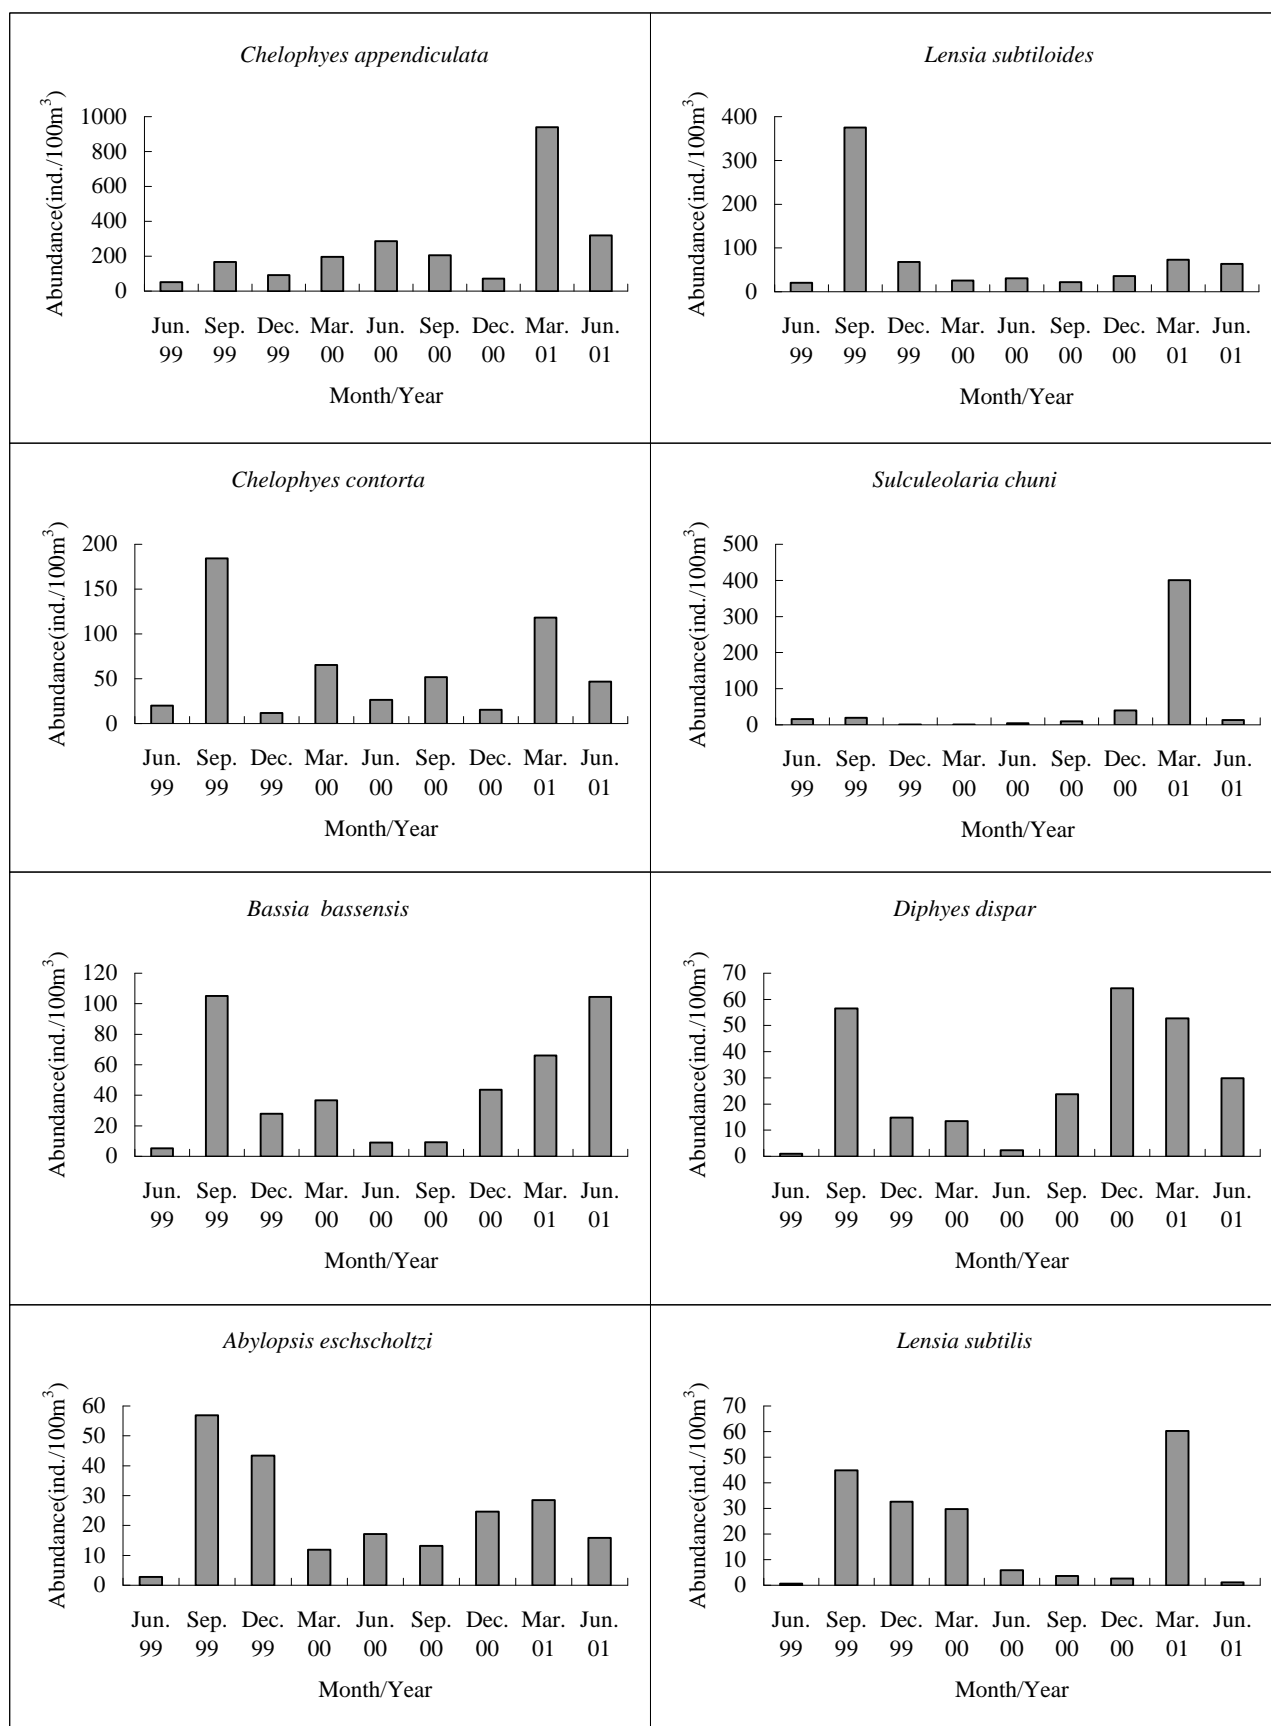 Chelophyes appendiculata
Abundance(ind./100m³)
1000
800
600
400
200
0
Jun. Sep. Dec. Mar. Jun. Sep. Dec. Mar. Jun.
99 99 99 00 00 00 00 01 01
Month/Year
Lensia subtiloides
Abundance(ind./100m³)
400
300
200
100
0
Jun. Sep. Dec. Mar. Jun. Sep. Dec. Mar. Jun.
99 99 99 00 00 00 00 01 01
Month/Year
Chelophyes contorta
Abundance(ind./100m³)
200
150
100
50
0
Jun. Sep. Dec. Mar. Jun. Sep. Dec. Mar. Jun.
99 99 99 00 00 00 00 01 01
Month/Year
Sulculeolaria chuni
Abundance(ind./100m³)
500
400
300
200
100
0
Jun. Sep. Dec. Mar. Jun. Sep. Dec. Mar. Jun.
99 99 99 00 00 00 00 01 01
Month/Year
Bassia bassensis
Abundance(ind./100m³)
120
100
80
60
40
20
0
Jun. Sep. Dec. Mar. Jun. Sep. Dec. Mar. Jun.
99 99 99 00 00 00 00 01 01
Month/Year
Diphyes dispar
Abundance(ind./100m³)
70
60
50
40
30
20
10
0
Jun. Sep. Dec. Mar. Jun. Sep. Dec. Mar. Jun.
99 99 99 00 00 00 00 01 01
Month/Year
Abylopsis eschscholtzi
Abundance(ind./100m³)
60
50
40
30
20
10
0
Jun. Sep. Dec. Mar. Jun. Sep. Dec. Mar. Jun.
99 99 99 00 00 00 00 01 01
Month/Year
Lensia subtilis
Abundance(ind./100m³)
70
60
50
40
30
20
10
0
Jun. Sep. Dec. Mar. Jun. Sep. Dec. Mar. Jun.
99 99 99 00 00 00 00 01 01
Month/Year